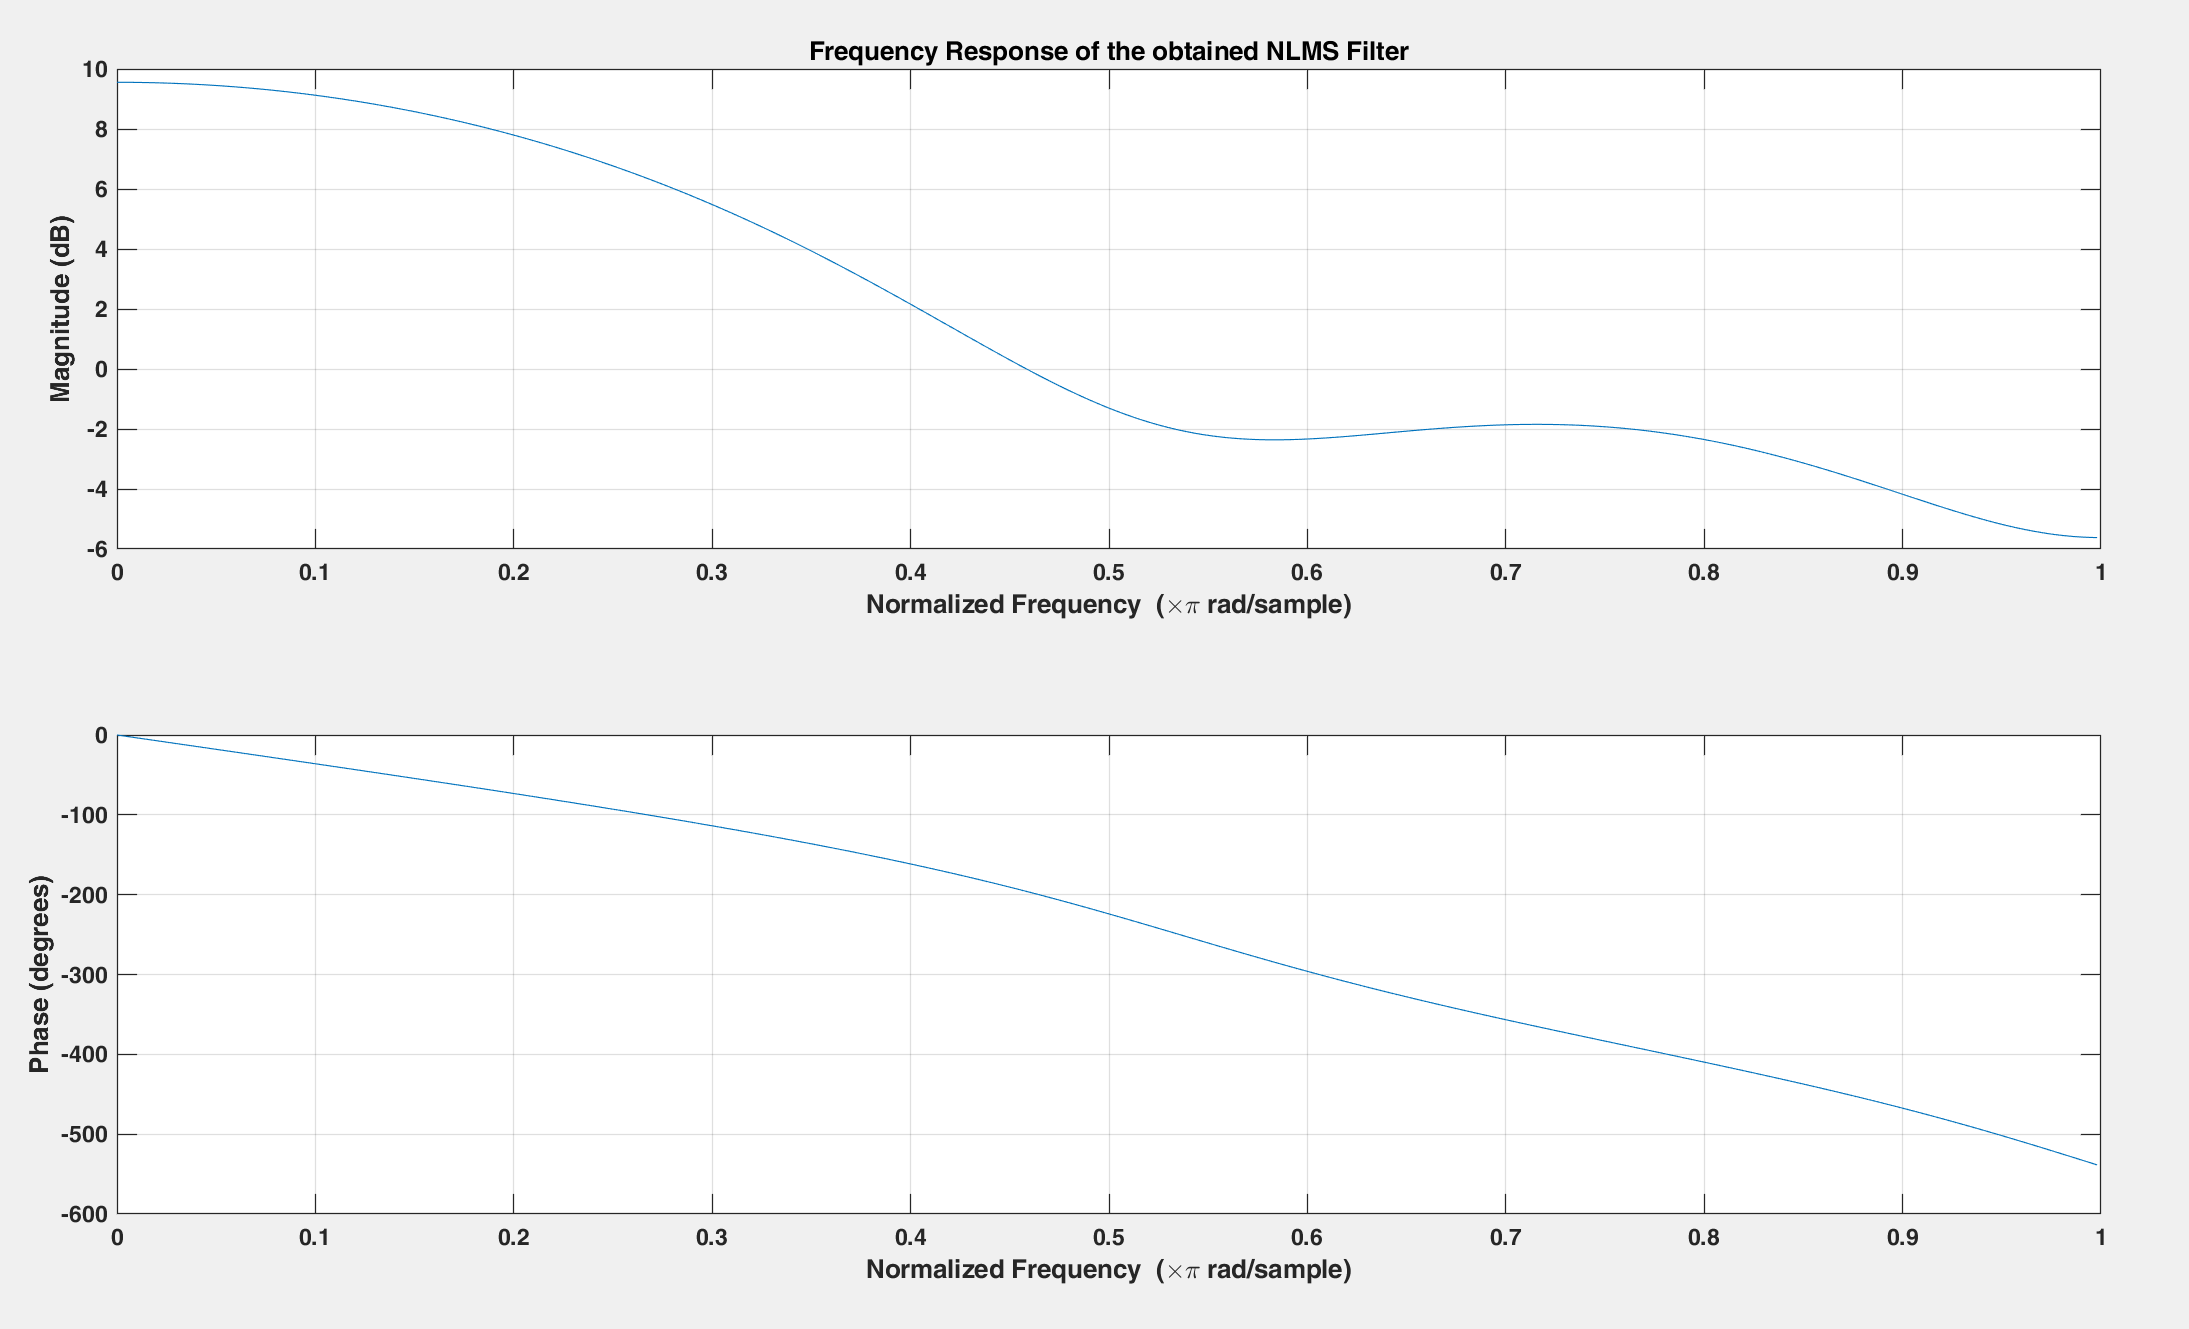 Frequency Response of the obtained NLMS Filter
10
8
6
4
2
0
-2
-4
-6
Magnitude (dB)
0 0.1 0.2 0.3 0.4 0.5 0.6 0.7 0.8 0.9 1
Normalized Frequency (×π rad/sample)
0
-100
-200
-300
-400
-500
-600
Phase (degrees)
0 0.1 0.2 0.3 0.4 0.5 0.6 0.7 0.8 0.9 1
Normalized Frequency (×π rad/sample)